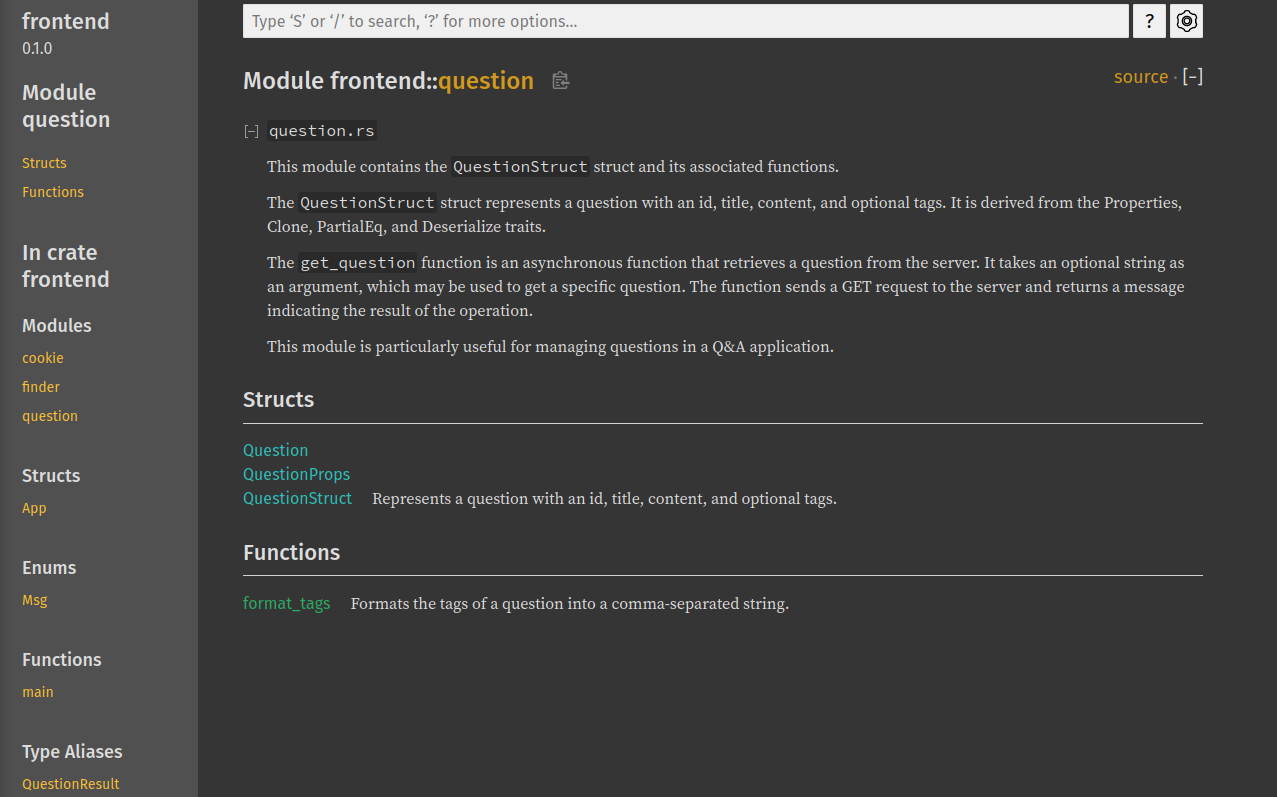 frontend
0.1.0
Module
question
Structs
Functions
In crate
frontend
Modules
cookie
finder
question
Structs
App
Enums
Msg
Functions
main
Type Aliases
QuestionResult
Type ‘S’ or ‘/’ to search, ‘?’ for more options…
?
Module frontend::question
source · [−]
[−] question.rs
This module contains the QuestionStruct struct and its associated functions.
The QuestionStruct struct represents a question with an id, title, content, and optional tags. It is derived from the Properties,
Clone, PartialEq, and Deserialize traits.
The get_question function is an asynchronous function that retrieves a question from the server. It takes an optional string as
an argument, which may be used to get a specific question. The function sends a GET request to the server and returns a message
indicating the result of the operation.
This module is particularly useful for managing questions in a Q&A application.
Structs
Question
QuestionProps
QuestionStruct Represents a question with an id, title, content, and optional tags.
Functions
format_tags Formats the tags of a question into a comma-separated string.